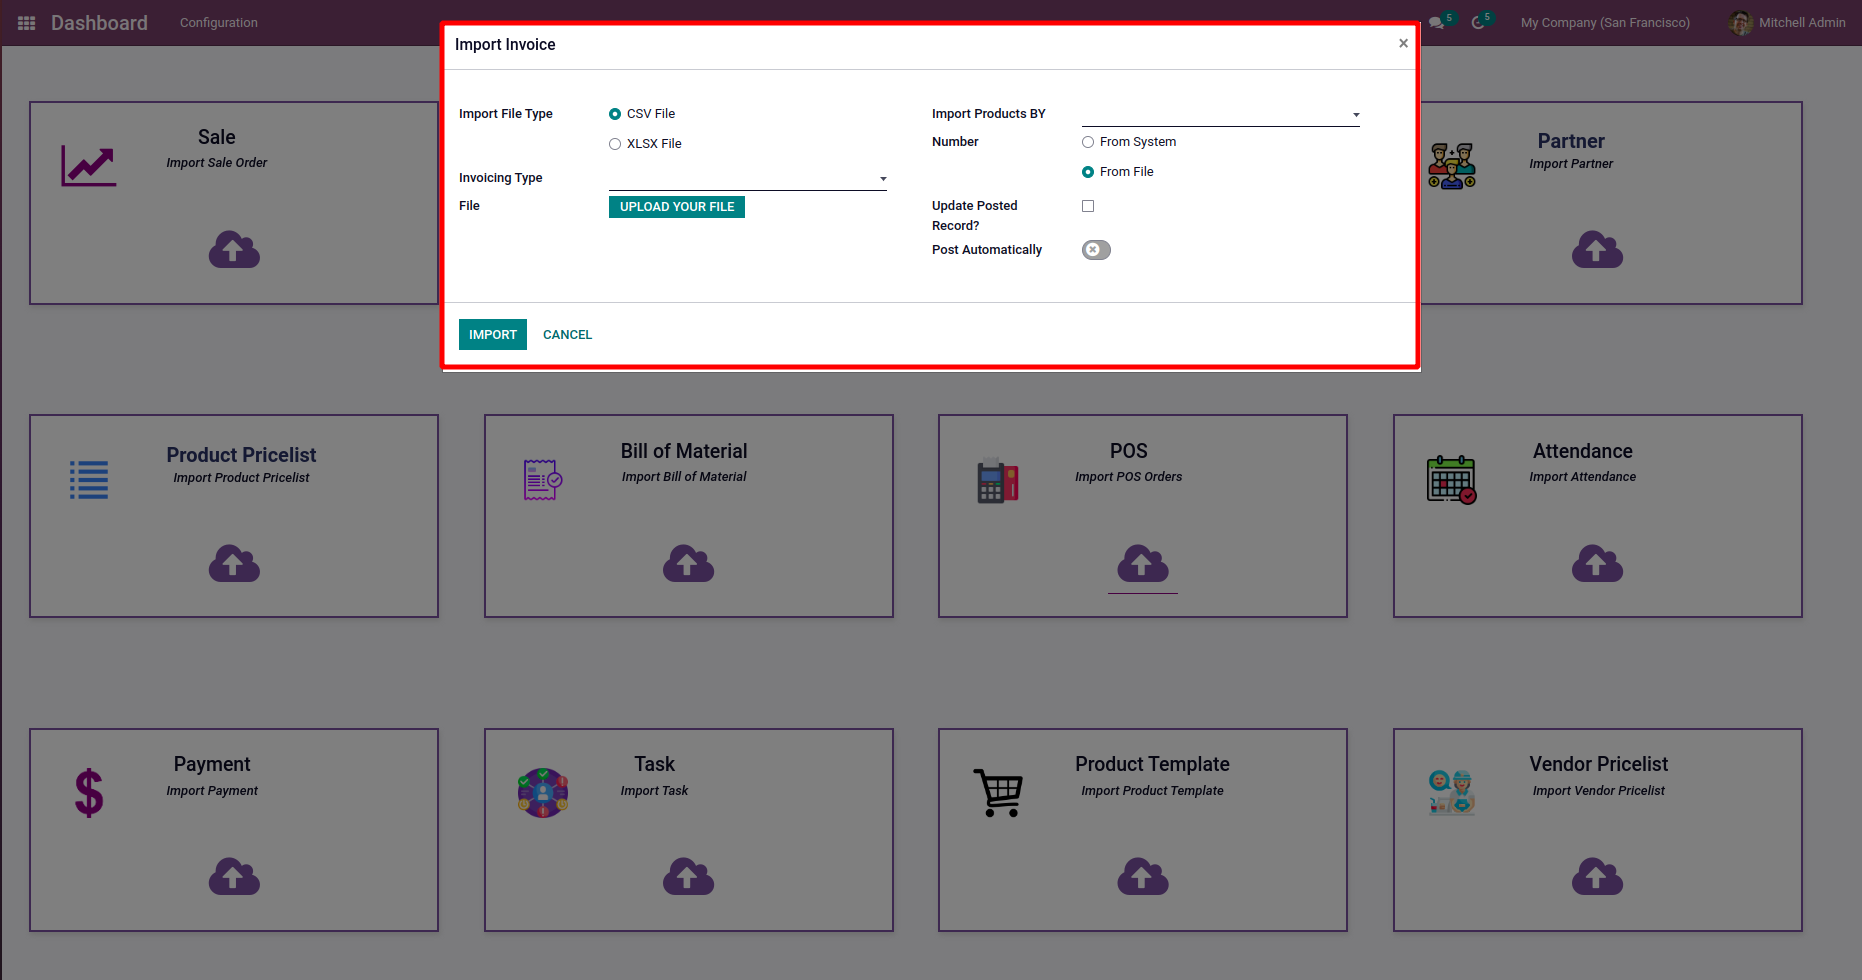 Dashboard
Configuration
5
5
My Company (San Francisco)
Mitchell Admin
Import Invoice
×
Import File Type
CSV File
XLSX File
Invoicing Type
File
UPLOAD YOUR FILE
Import Products BY
Number
From System
From File
Update Posted
Record?
Post Automatically
IMPORT
CANCEL
Sale
Import Sale Order
Partner
Import Partner
Product Pricelist
Import Product Pricelist
Bill of Material
Import Bill of Material
POS
Import POS Orders
Attendance
Import Attendance
Payment
Import Payment
Task
Import Task
Product Template
Import Product Template
Vendor Pricelist
Import Vendor Pricelist